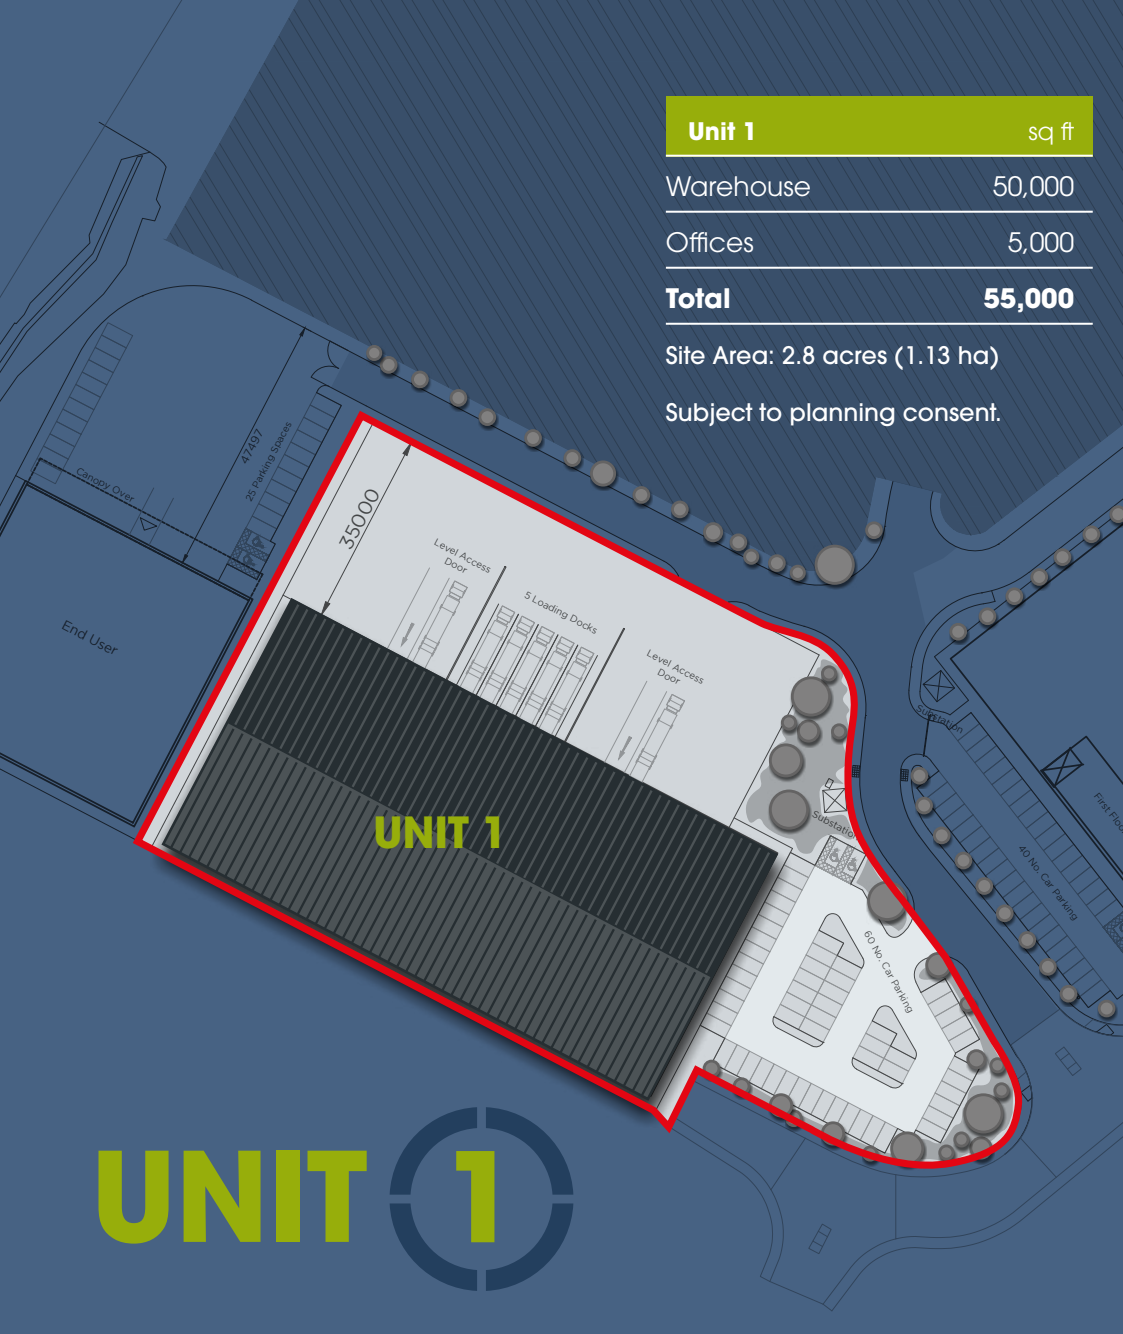 Unit 1 sq ft
Warehouse 50,000
Offices 5,000
Total 55,000
Site Area: 2.8 acres (1.13 ha)
Subject to planning consent.
47497
25 Parking Spaces
Canopy Over
35000
Level Access
Door
5 Loading Docks
Level Access
Door
End User
Substation
First Floor
40 No. Car Parking
Substation
UNIT 1
60 No. Car Parking
UNIT 1